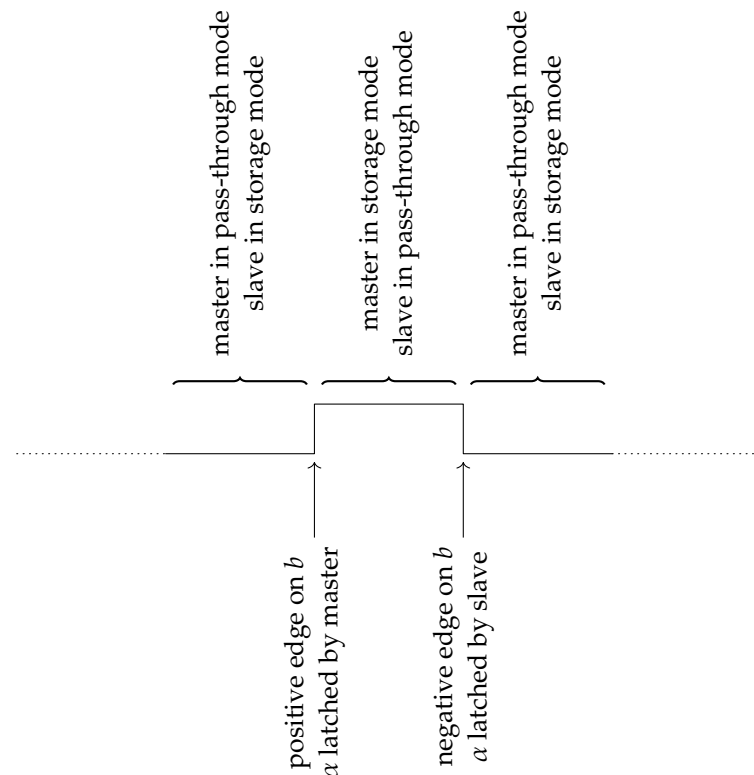 master in pass-through mode
slave in storage mode
master in storage mode
slave in pass-through mode
master in pass-through mode
slave in storage mode
positive edge on b
α latched by master
negative edge on b
α latched by slave